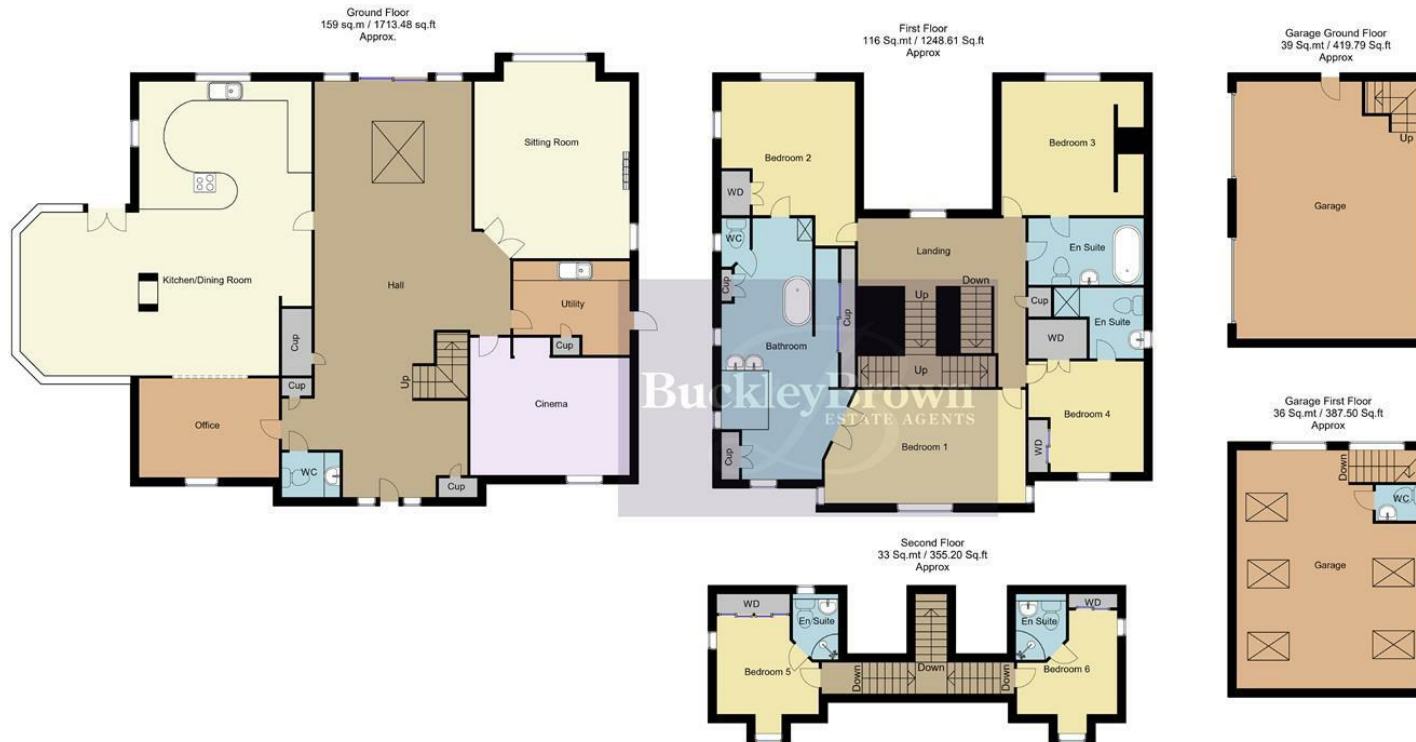 Ground Floor
159 sq.m / 1713.48 sq.ft
Approx.
Sitting Room
Kitchen/Dining Room
Hall
Utility
Cup
Cup
Cup
Up
Cinema
Office
WC
Cup
First Floor
116 Sq.mt / 1248.61 Sq.ft
Approx
Bedroom 2
Bedroom 3
WD
WC
Landing
En Suite
Cup
Up
Down
Cup
En Suite
Cup
Bathroom
WD
Up
Bedroom 4
Bedroom 1
WD
Cup
BuckleyBrown
ESTATE AGENTS
Second Floor
33 Sq.mt / 355.20 Sq.ft
Approx
WD
En Suite
En Suite
WD
Bedroom 5
Down
Down
Down
Bedroom 6
Garage Ground Floor
39 Sq.mt / 419.79 Sq.ft
Approx
Up
Garage
Garage First Floor
36 Sq.mt / 387.50 Sq.ft
Approx
Down
WC
Garage